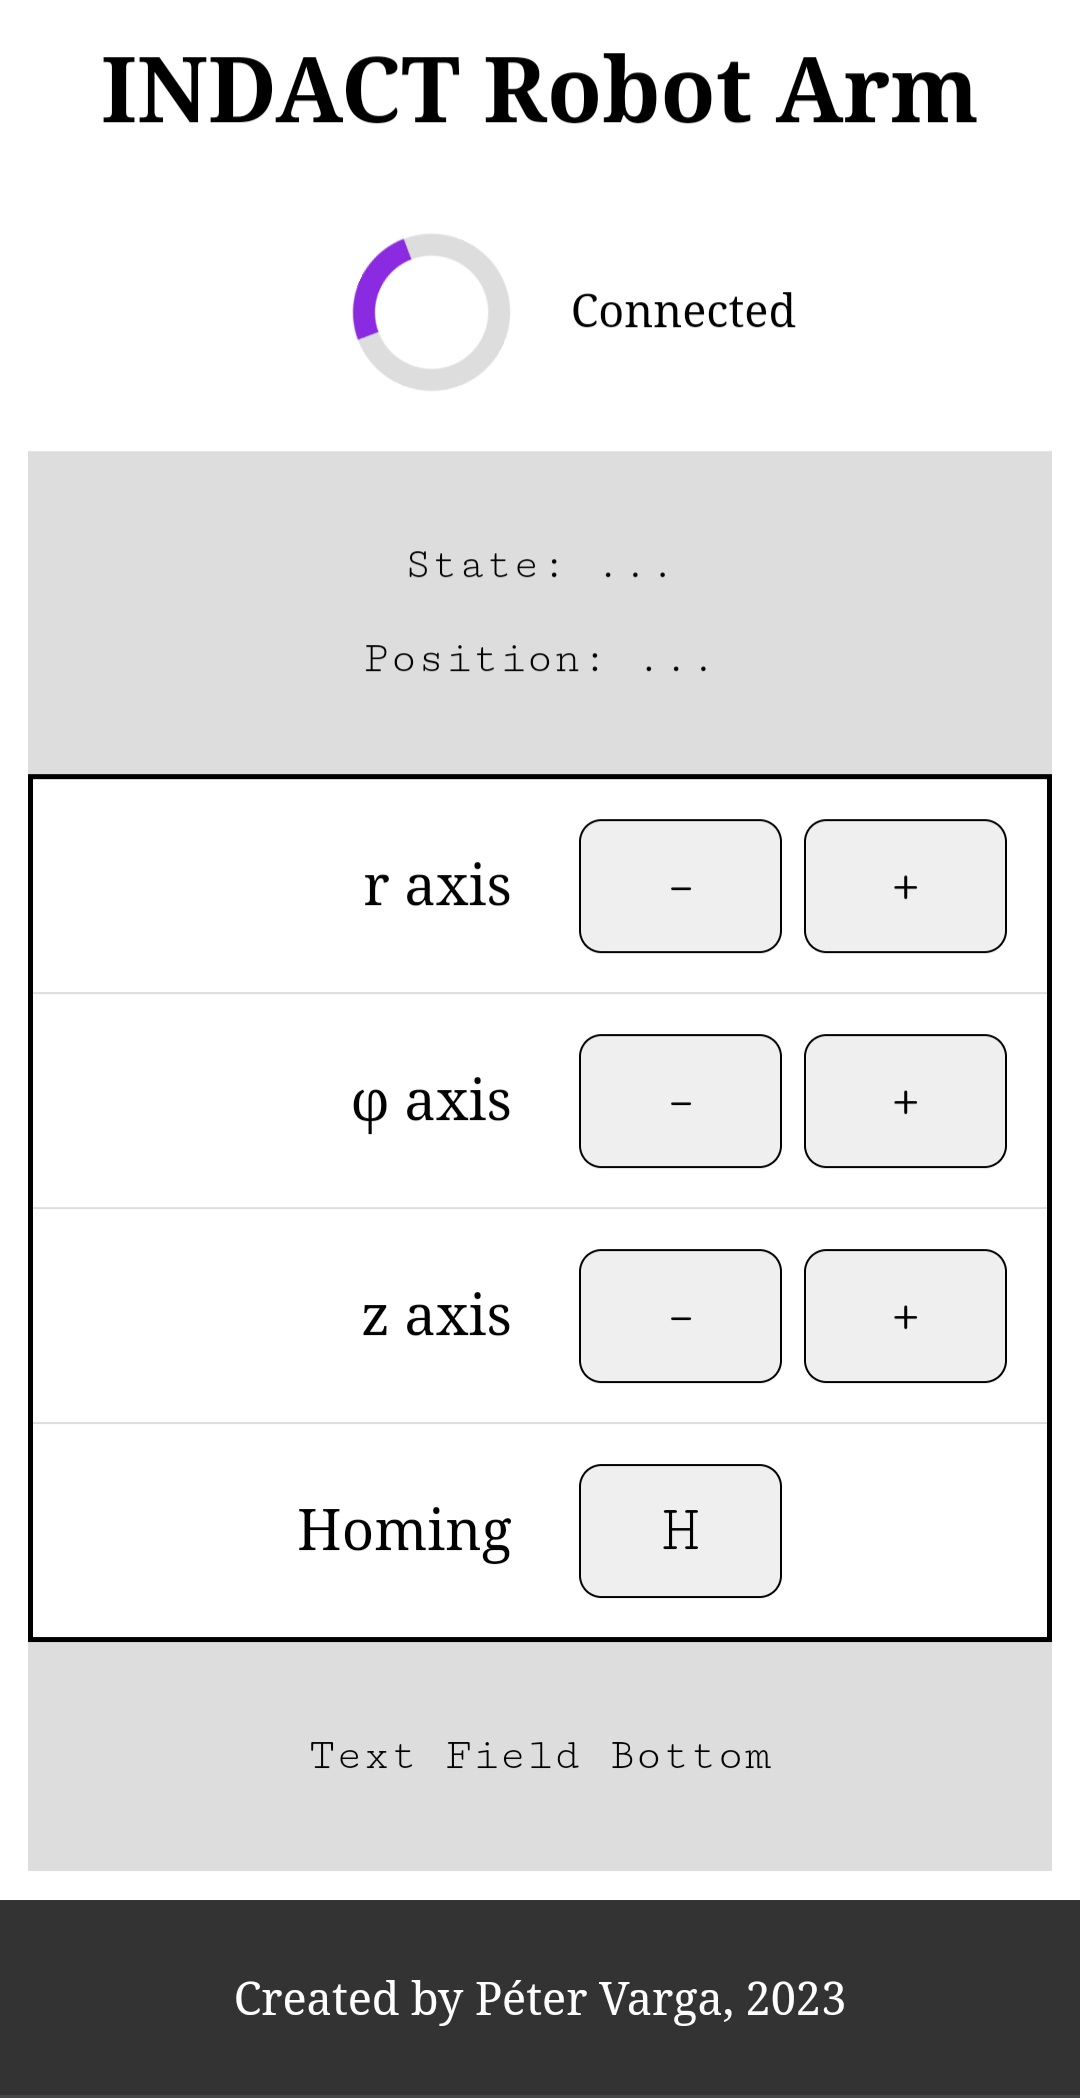 INDACT Robot Arm
Connected
State: ...
Position: ...
r axis - +
φ axis - +
z axis - +
Homing H
Text Field Bottom
Created by Péter Varga, 2023